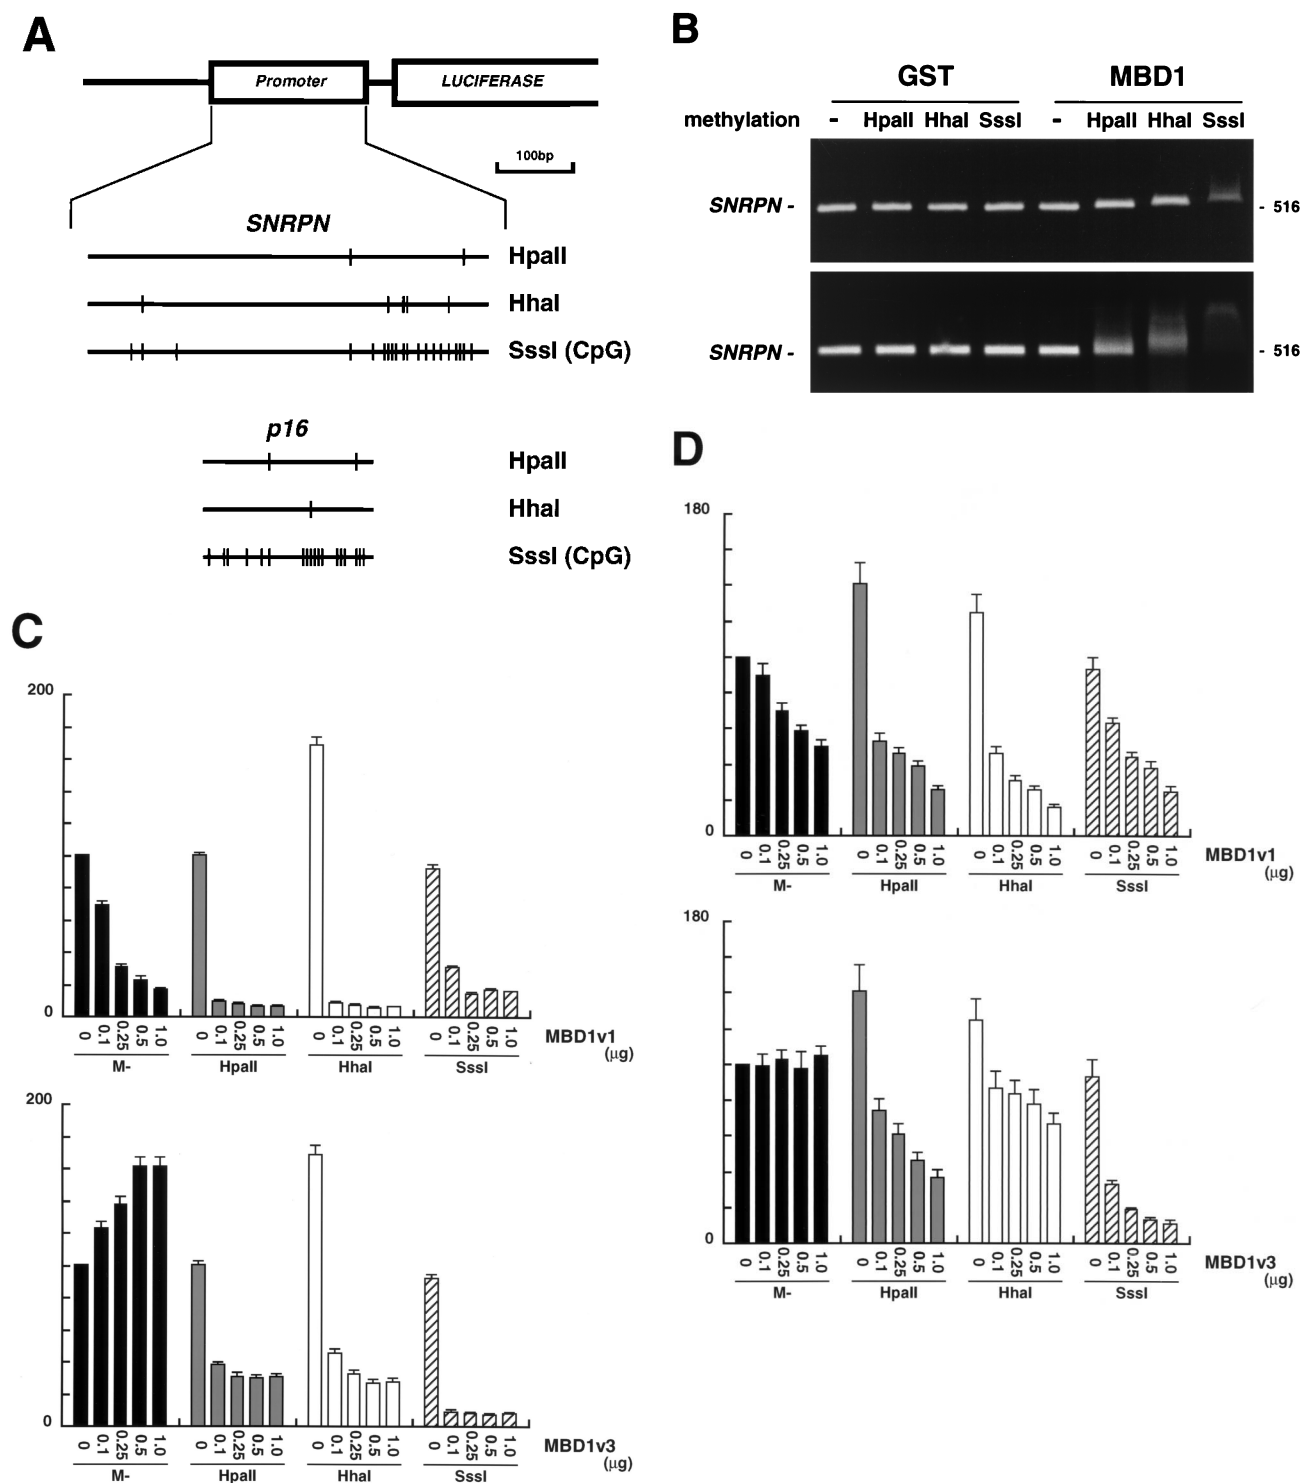 A
Promoter
LUCIFERASE
100bp
SNRPN
HpaII
HhaI
SssI (CpG)
p16
HpaII
HhaI
SssI (CpG)
B
GST MBD1
methylation - HpaII HhaI SssI - HpaII HhaI SssI
SNRPN - - 516
SNRPN - - 516
C
200
0
0 0.1 0.25 0.5 1.0 0 0.1 0.25 0.5 1.0 0 0.1 0.25 0.5 1.0 0 0.1 0.25 0.5 1.0
MBD1v1
(μg)
M- HpaII HhaI SssI
200
0
0 0.1 0.25 0.5 1.0 0 0.1 0.25 0.5 1.0 0 0.1 0.25 0.5 1.0 0 0.1 0.25 0.5 1.0
MBD1v3
(μg)
M- HpaII HhaI SssI
D
180
0
0 0.1 0.25 0.5 1.0 0 0.1 0.25 0.5 1.0 0 0.1 0.25 0.5 1.0 0 0.1 0.25 0.5 1.0
MBD1v1
(μg)
M- HpaII HhaI SssI
180
0
0 0.1 0.25 0.5 1.0 0 0.1 0.25 0.5 1.0 0 0.1 0.25 0.5 1.0 0 0.1 0.25 0.5 1.0
MBD1v3
(μg)
M- HpaII HhaI SssI